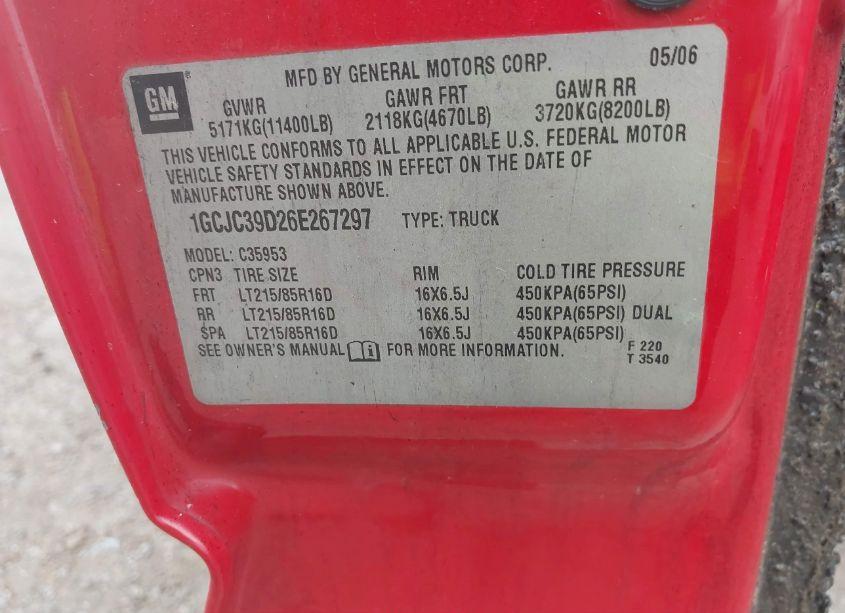 MFD BY GENERAL MOTORS CORP. 05/06
GM
GVWR GAWR FRT GAWR RR
5171KG(11400LB) 2118KG(4670LB) 3720KG(8200LB)
THIS VEHICLE CONFORMS TO ALL APPLICABLE U.S. FEDERAL MOTOR
VEHICLE SAFETY STANDARDS IN EFFECT ON THE DATE OF
MANUFACTURE SHOWN ABOVE.
1GCJC39D26E267297 TYPE: TRUCK
MODEL: C35953
CPN3 TIRE SIZE RIM COLD TIRE PRESSURE
FRT LT215/85R16D 16X6.5J 450KPA(65PSI)
RR LT215/85R16D 16X6.5J 450KPA(65PSI) DUAL
SPA LT215/85R16D 16X6.5J 450KPA(65PSI)
SEE OWNER'S MANUAL i FOR MORE INFORMATION.
F 220
T 3540